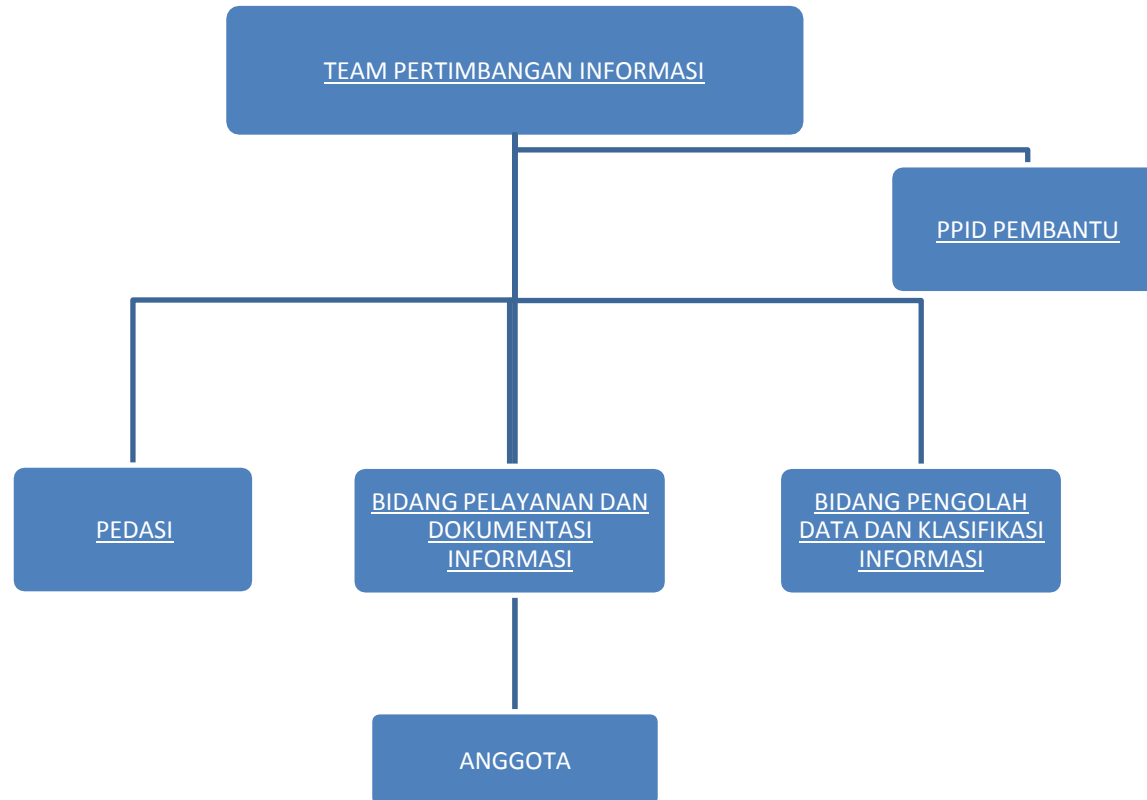 TEAM PERTIMBANGAN INFORMASI
PPID PEMBANTU
PEDASI
BIDANG PELAYANAN DAN
DOKUMENTASI
INFORMASI
BIDANG PENGOLAH
DATA DAN KLASIFIKASI
INFORMASI
ANGGOTA